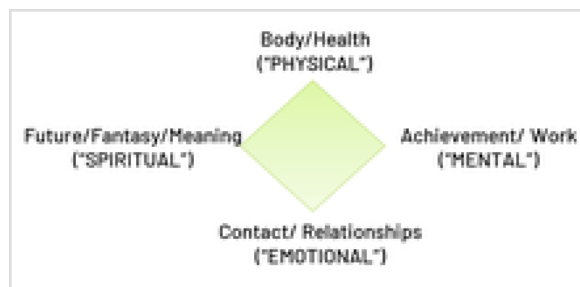 Body/Health
("PHYSICAL")
Future/Fantasy/Meaning
("SPIRITUAL")
Achievement/ Work
("MENTAL")
Contact/ Relationships
("EMOTIONAL")